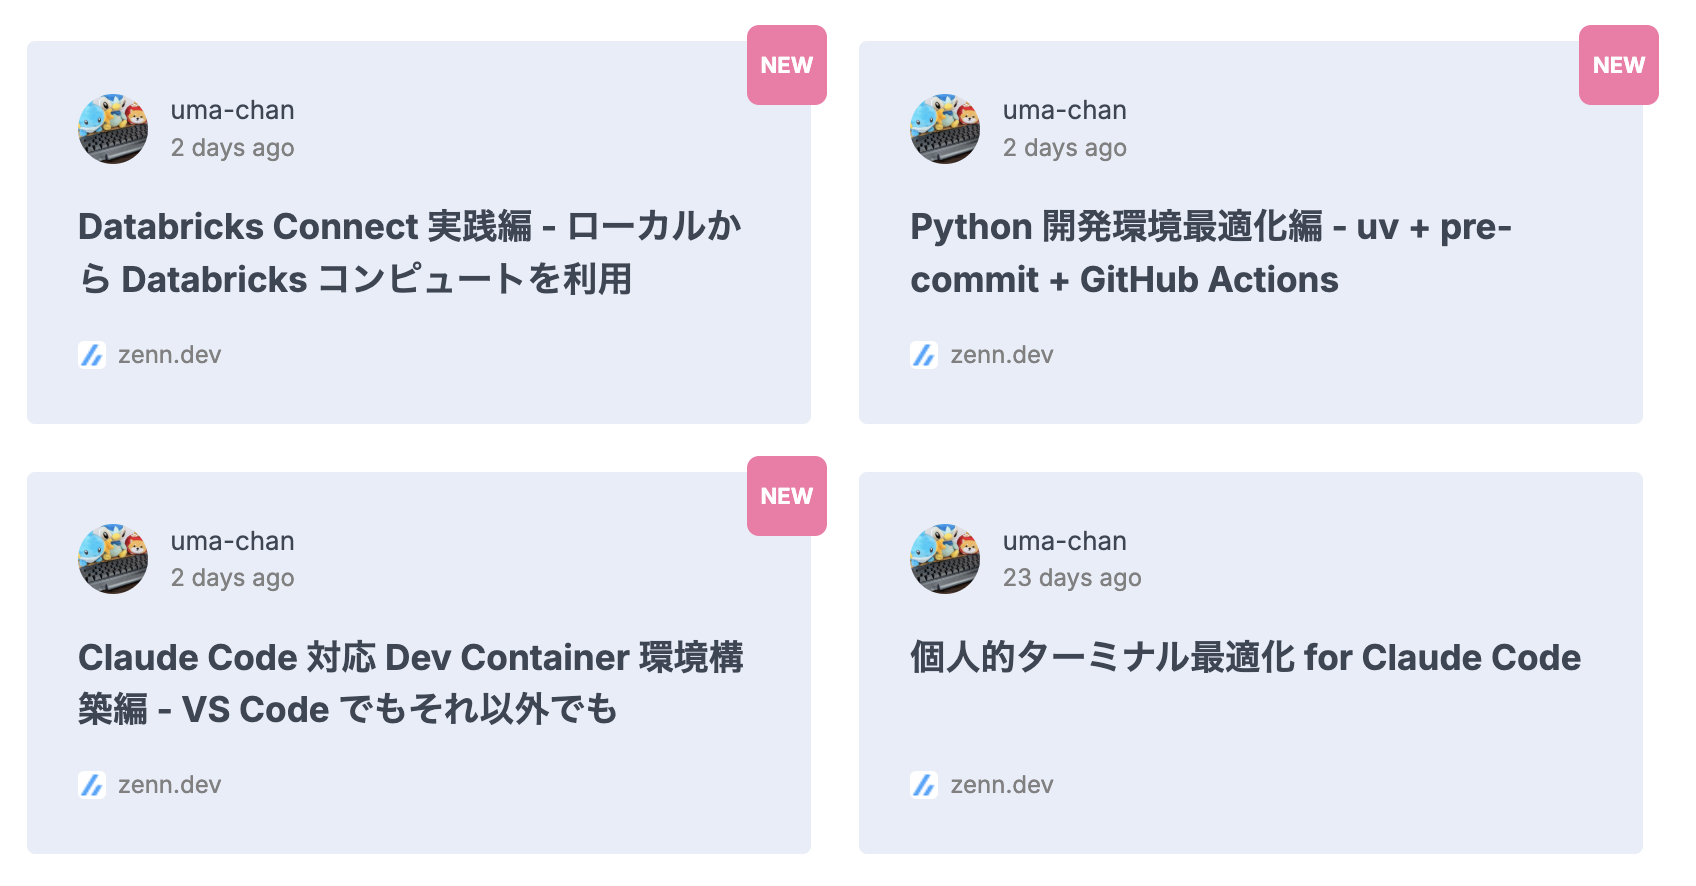 NEW
uma-chan
2 days ago
Databricks Connect 実践編 - ローカルか
ら Databricks コンピュートを利用
zenn.dev
NEW
uma-chan
2 days ago
Python 開発環境最適化編 - uv + pre-
commit + GitHub Actions
zenn.dev
NEW
uma-chan
2 days ago
Claude Code 対応 Dev Container 環境構
築編 - VS Code でもそれ以外でも
zenn.dev
uma-chan
23 days ago
個人的ターミナル最適化 for Claude Code
zenn.dev